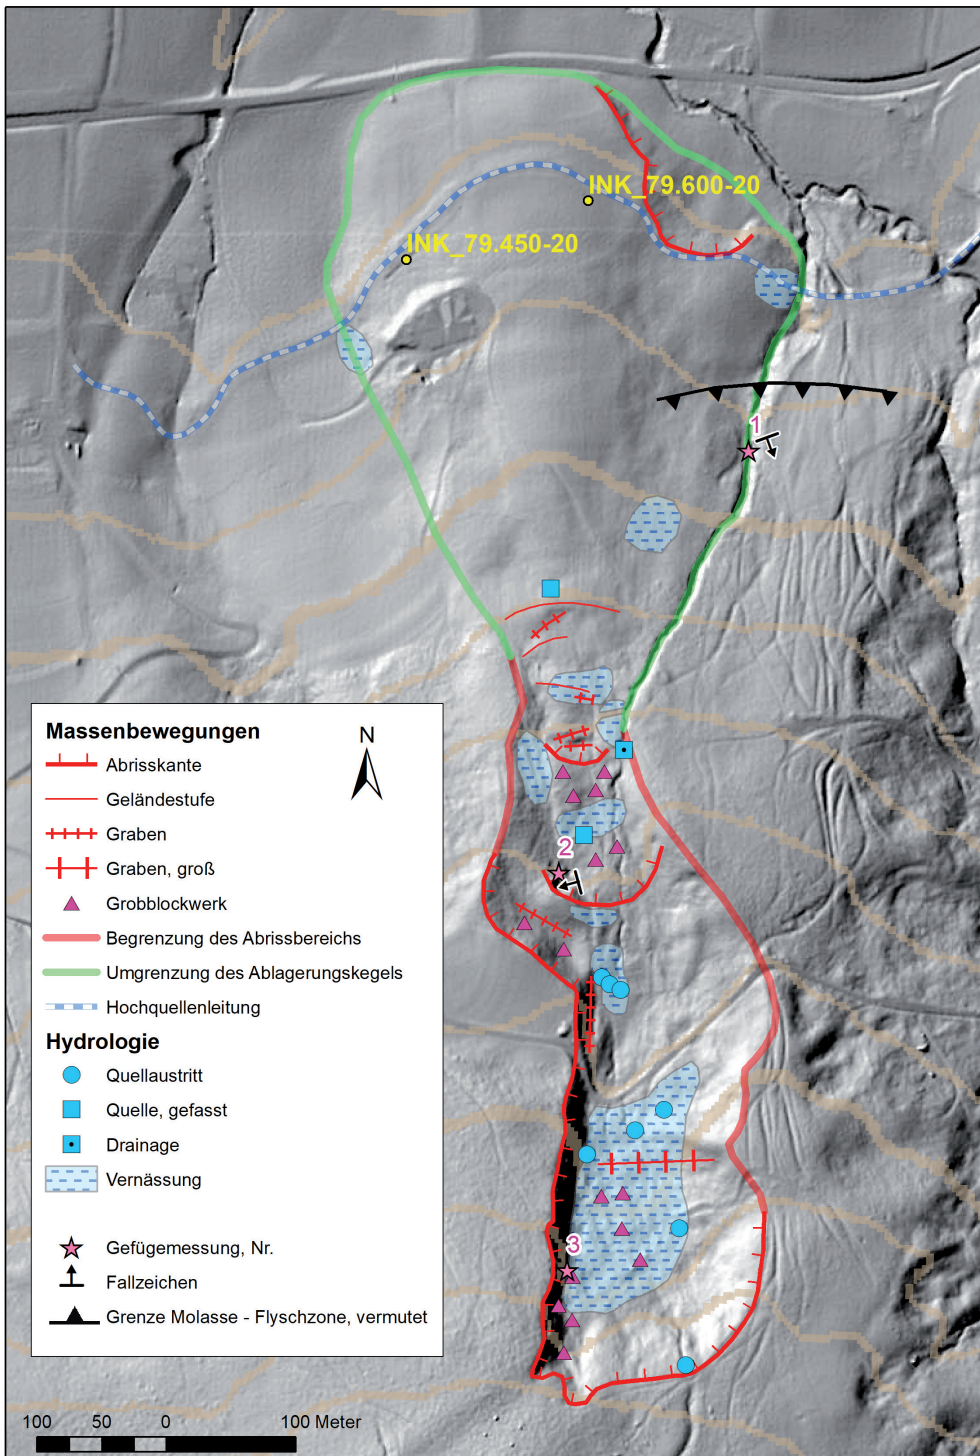 INK_79.600-20
INK_79.450-20
1
2
3
Massenbewegungen
N
Abrisskante
Geländestufe
Graben
Graben, groß
Grobblockwerk
Begrenzung des Abrissbereichs
Umgrenzung des Ablagerungskegels
Hochquellenleitung
Hydrologie
Quellaustritt
Quelle, gefasst
Drainage
Vernässung
Gefügemessung, Nr.
Fallzeichen
Grenze Molasse - Flyschzone, vermutet
100 50 0 100 Meter